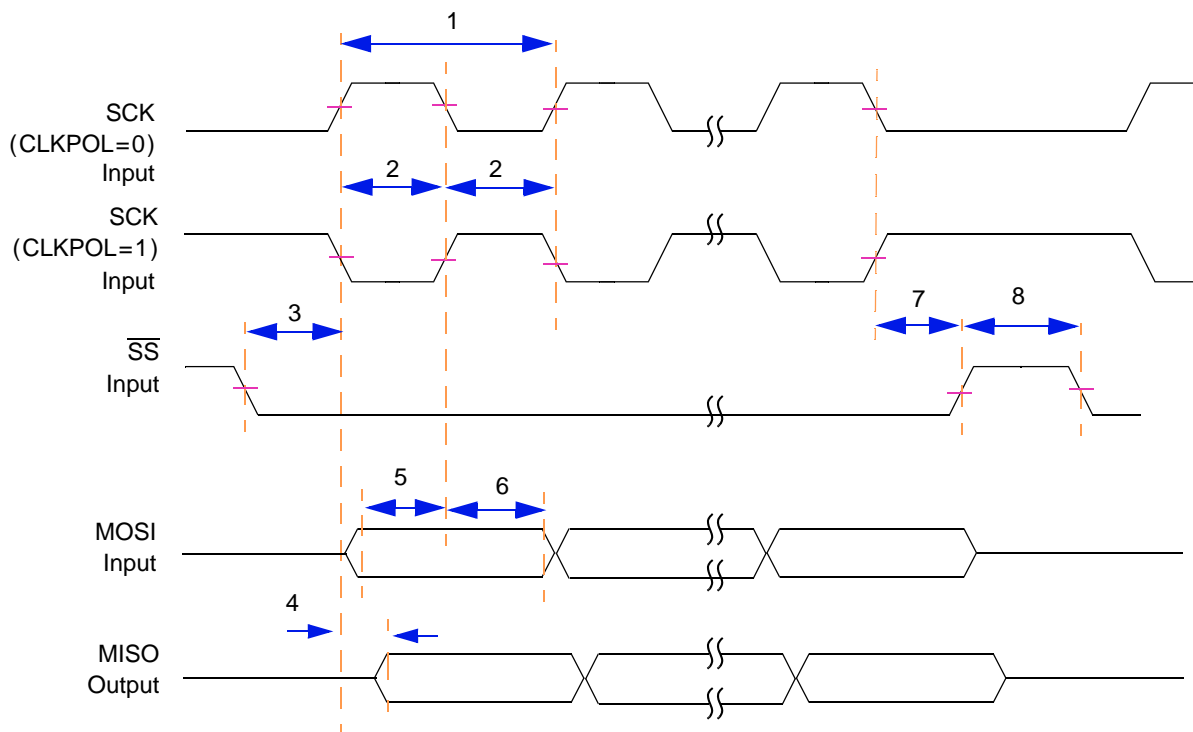 1
SCK
(CLKPOL=0)
Input
2 2
SCK
(CLKPOL=1)
Input
3
7 8
SS
Input
5 6
MOSI
Input
4
MISO
Output